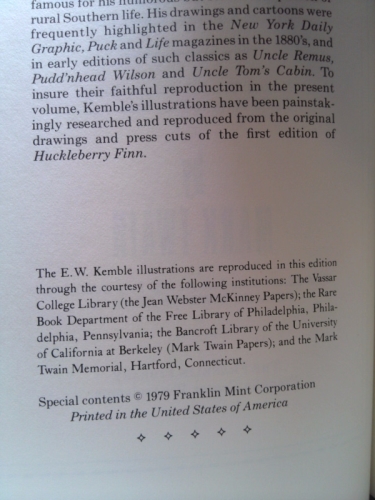 famous for his humorous
rural Southern life. His drawings and cartoons were
frequently highlighted in the New York Daily
Graphic, Puck and Life magazines in the 1880's, and
in early editions of such classics as Uncle Remus,
Pudd'nhead Wilson and Uncle Tom's Cabin. To
insure their faithful reproduction in the present
volume, Kemble's illustrations have been painstak-
ingly researched and reproduced from the original
drawings and press cuts of the first edition of
Huckleberry Finn.
The E.W. Kemble illustrations are reproduced in this edition
through the courtesy of the following institutions: The Vassar
College Library (the Jean Webster McKinney Papers); the Rare
Book Department of the Free Library of Philadelphia, Phila-
delphia, Pennsylvania; the Bancroft Library of the University
of California at Berkeley (Mark Twain Papers); and the Mark
Twain Memorial, Hartford, Connecticut.
Special contents © 1979 Franklin Mint Corporation
Printed in the United States of America